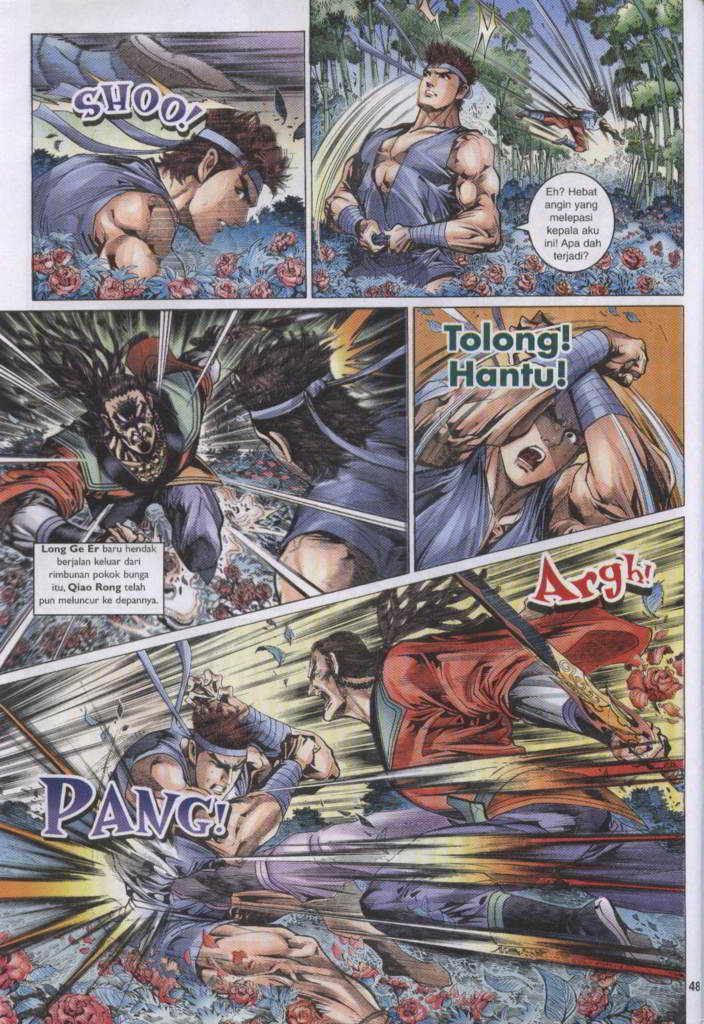 SHOO!
Eh? Hebat
angin yang
melepasi
kepala aku
ini! Apa dah
terjadi?
Tolong!
Hantu!
Long Ge Er baru hendak
berjalan keluar dari
rimbunan pokok bunga
itu, Qiao Rong telah
pun meluncur ke depannya.
Argh!
PANG!
48